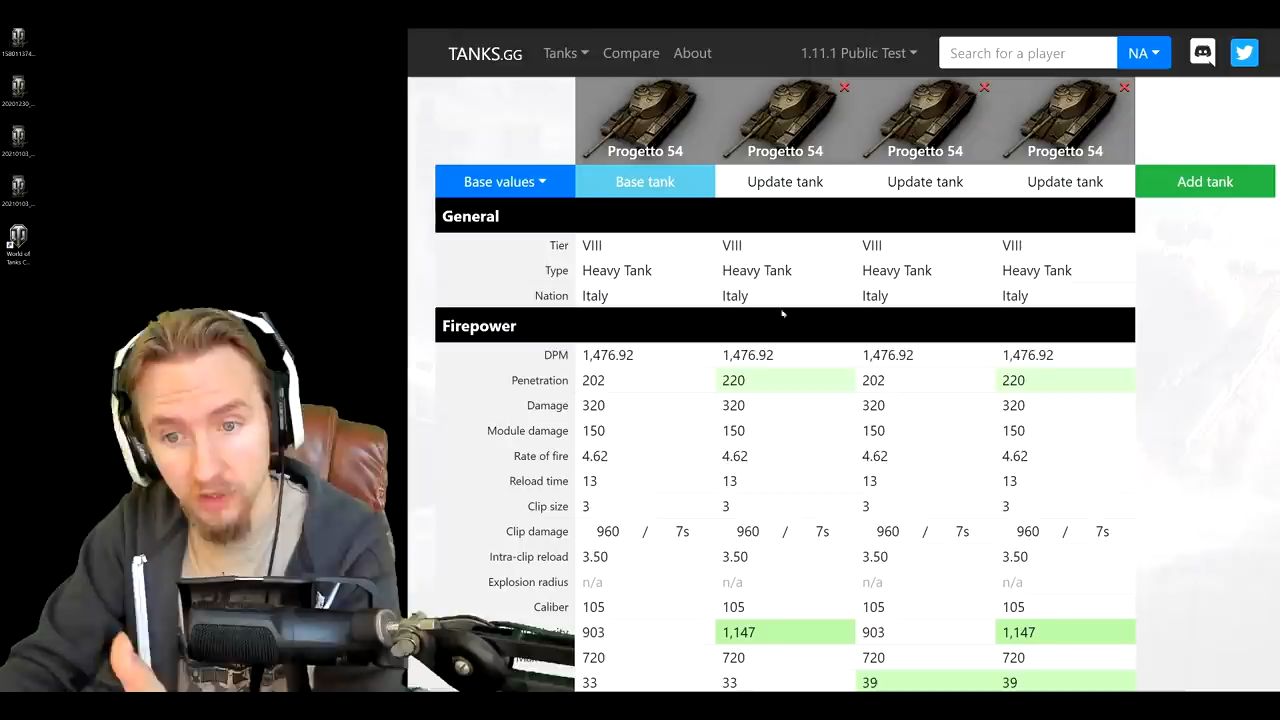 158011374...
20201230_...
20210103_...
20210103_...
World of
Tanks C...
TANKS.GG Tanks Compare About 1.11.1 Public Test Search for a player NA
Progetto 54 Progetto 54 Progetto 54 Progetto 54
Base values Base tank Update tank Update tank Update tank Add tank
General
Tier VIII VIII VIII VIII
Type Heavy Tank Heavy Tank Heavy Tank Heavy Tank
Nation Italy Italy Italy Italy
Firepower
DPM 1,476.92 1,476.92 1,476.92 1,476.92
Penetration 202 220 202 220
Damage 320 320 320 320
Module damage 150 150 150 150
Rate of fire 4.62 4.62 4.62 4.62
Reload time 13 13 13 13
Clip size 3 3 3 3
Clip damage 960 / 7s 960 / 7s 960 / 7s 960 / 7s
Intra-clip reload 3.50 3.50 3.50 3.50
Explosion radius n/a n/a n/a n/a
Caliber 105 105 105 105
903 1,147 903 1,147
720 720 720 720
33 33 39 39